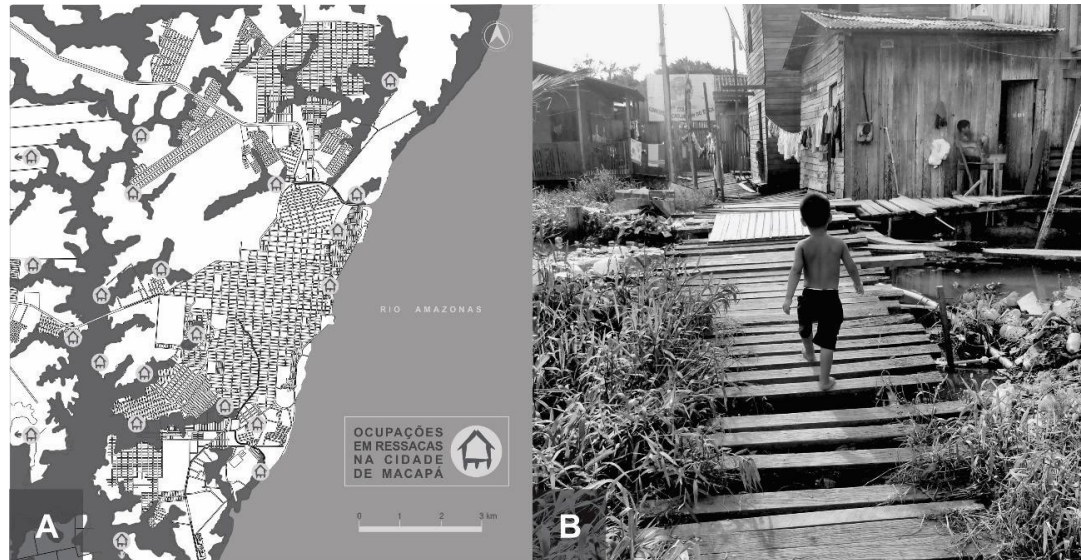 RIO AMAZONAS
OCUPAÇÕES
EM RESSACAS
NA CIDADE
DE MACAPÁ
0 1 2 3 km
A
B